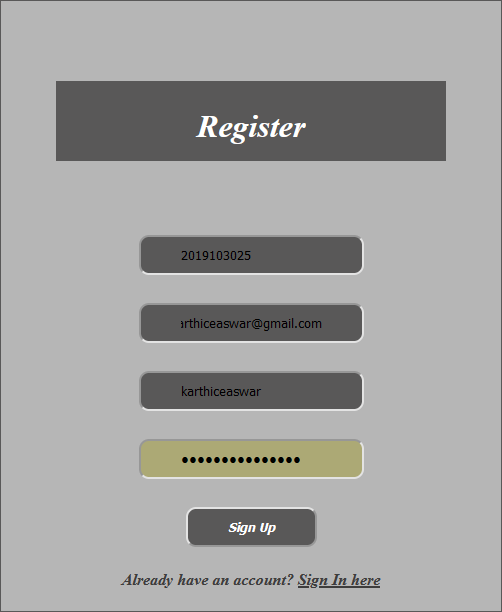 Register
2019103025
arthiceaswar@gmail.com
karthiceaswar
•••••••••••••••
Sign Up
Already have an account? Sign In here